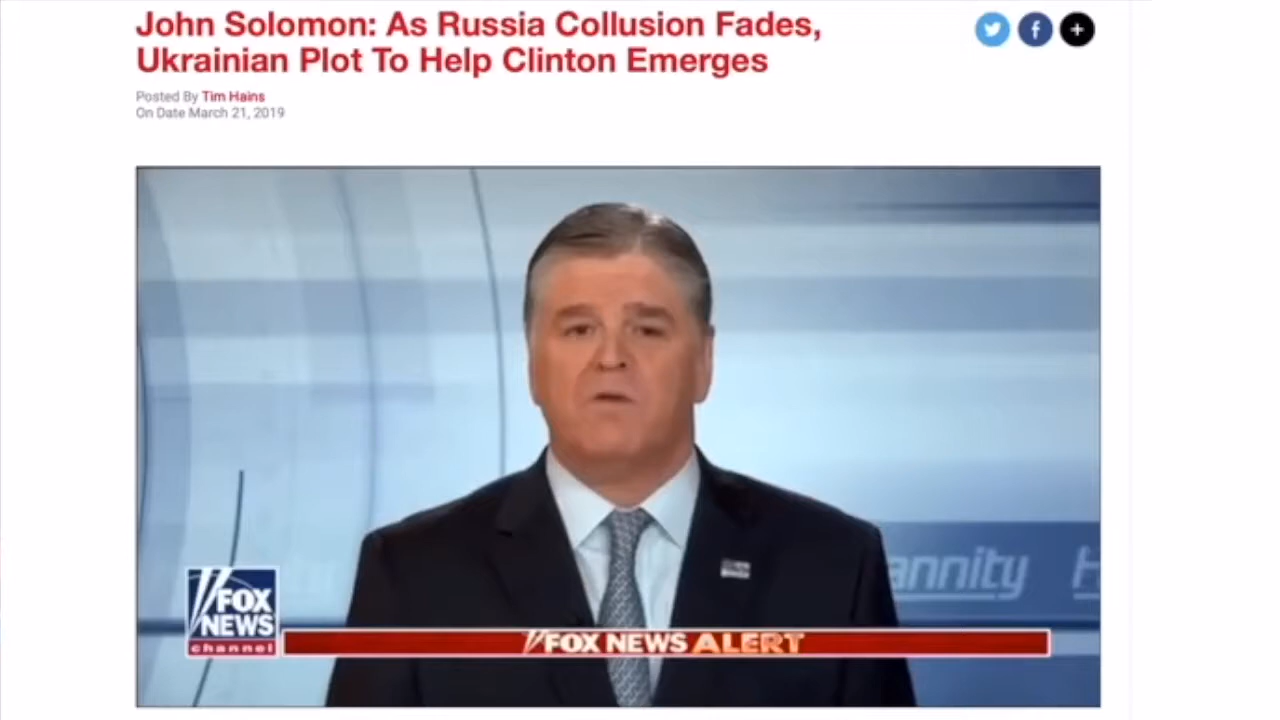 John Solomon: As Russia Collusion Fades,
Ukrainian Plot To Help Clinton Emerges
Posted By Tim Hains
On Date March 21, 2019
annity
H
FOX
NEWS
channel
FOX NEWS ALERT